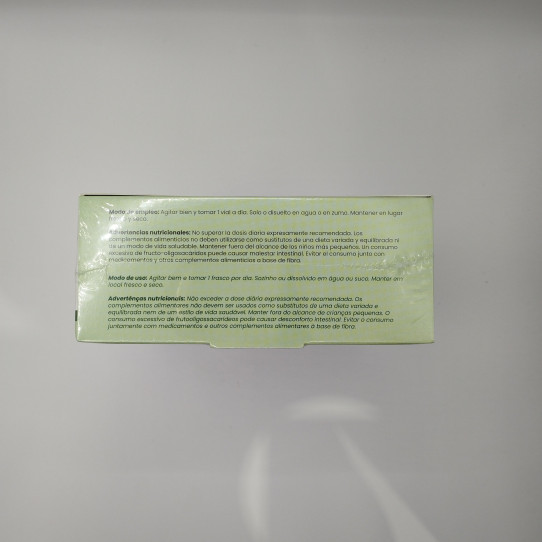 Modo de empleo: Agitar bien y tomar 1 vial a día. Solo o disuelto en agua o en zumo. Mantener en lugar
y seco.
Advertencias nutricionales: No superar la dosis diaria expresamente recomendada. Los
complementos alimenticios no deben utilizarse como sustitutos de una dieta variada y equilibrada ni
de un modo de vida saludable. Mantener fuera del alcance de los niños más pequeños. Un consumo
excesivo de fructo-oligosacáridos puede causar malestar intestinal. Evitar el consumo junto con
medicamentos y otros complementos alimenticios a base de fibra.
Modo de uso: Agitar bem e tomar 1 frasco por dia. Sozinho ou dissolvido em água ou suco. Manter em
local fresco e seco.
Advertênças nutricionais: Não exceder a dose diária expressamente recomendada. Os
complementos alimentares não devem ser usados como substitutos de uma dieta variada e
equilibrada nem de um estilo de vida saudável. Manter fora do alcance de crianças pequenas. O
consumo excessivo de frutooligossacarídeos pode causar desconforto intestinal. Evitar o consumo
juntamente com medicamentos e outros complementos alimentares à base de fibra.